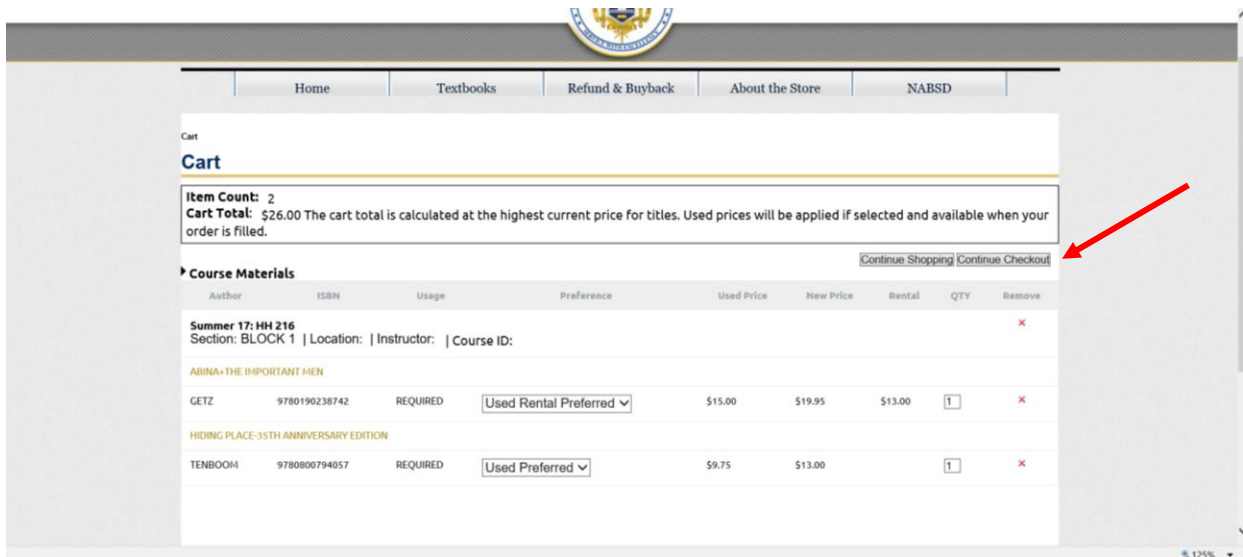 Home Textbooks Refund & Buyback About the Store NABSD
Cart
Cart
Item Count: 2
Cart Total: $26.00 The cart total is calculated at the highest current price for titles. Used prices will be applied if selected and available when your
order is filled.
Continue Shopping Continue Checkout
Course Materials
Author ISBN Usage Preference Used Price New Price Rental QTY Remove
Summer 17: HH 216
Section: BLOCK 1 | Location: | Instructor: | Course ID:
ABINA+THE IMPORTANT MEN
GETZ 9780190238742 REQUIRED Used Rental Preferred $15.00 $19.95 $13.00 1
HIDING PLACE-35TH ANNIVERSARY EDITION
TENBOOM 9780800794057 REQUIRED Used Preferred $9.75 $13.00 1
125%